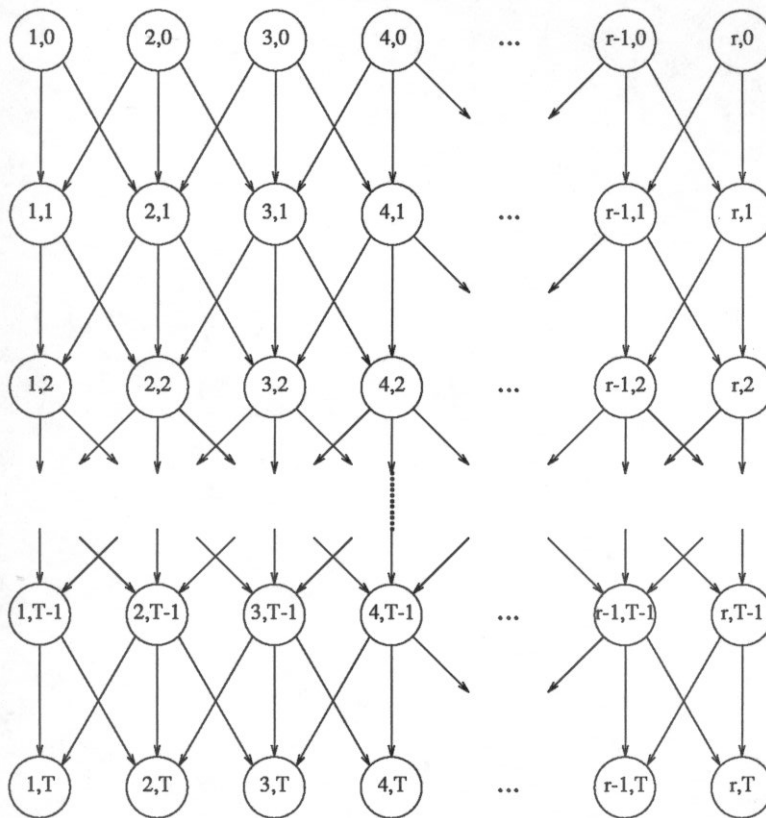 1,0 2,0 3,0 4,0 ... r-1,0 r,0
1,1 2,1 3,1 4,1 ... r-1,1 r,1
1,2 2,2 3,2 4,2 ... r-1,2 r,2
1,T-1 2,T-1 3,T-1 4,T-1 ... r-1,T-1 r,T-1
1,T 2,T 3,T 4,T ... r-1,T r,T